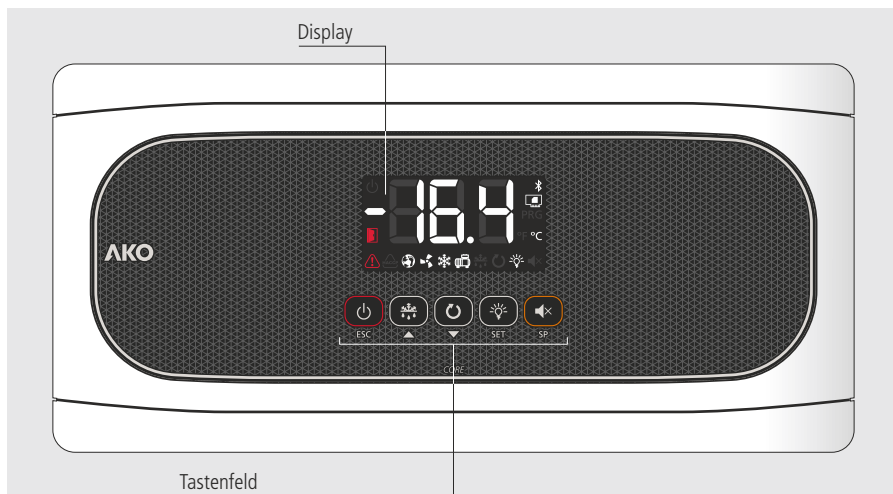 Display
-16.4
PRG
°F °C
AKO
ESC
SET
SP
CORE
Tastenfeld